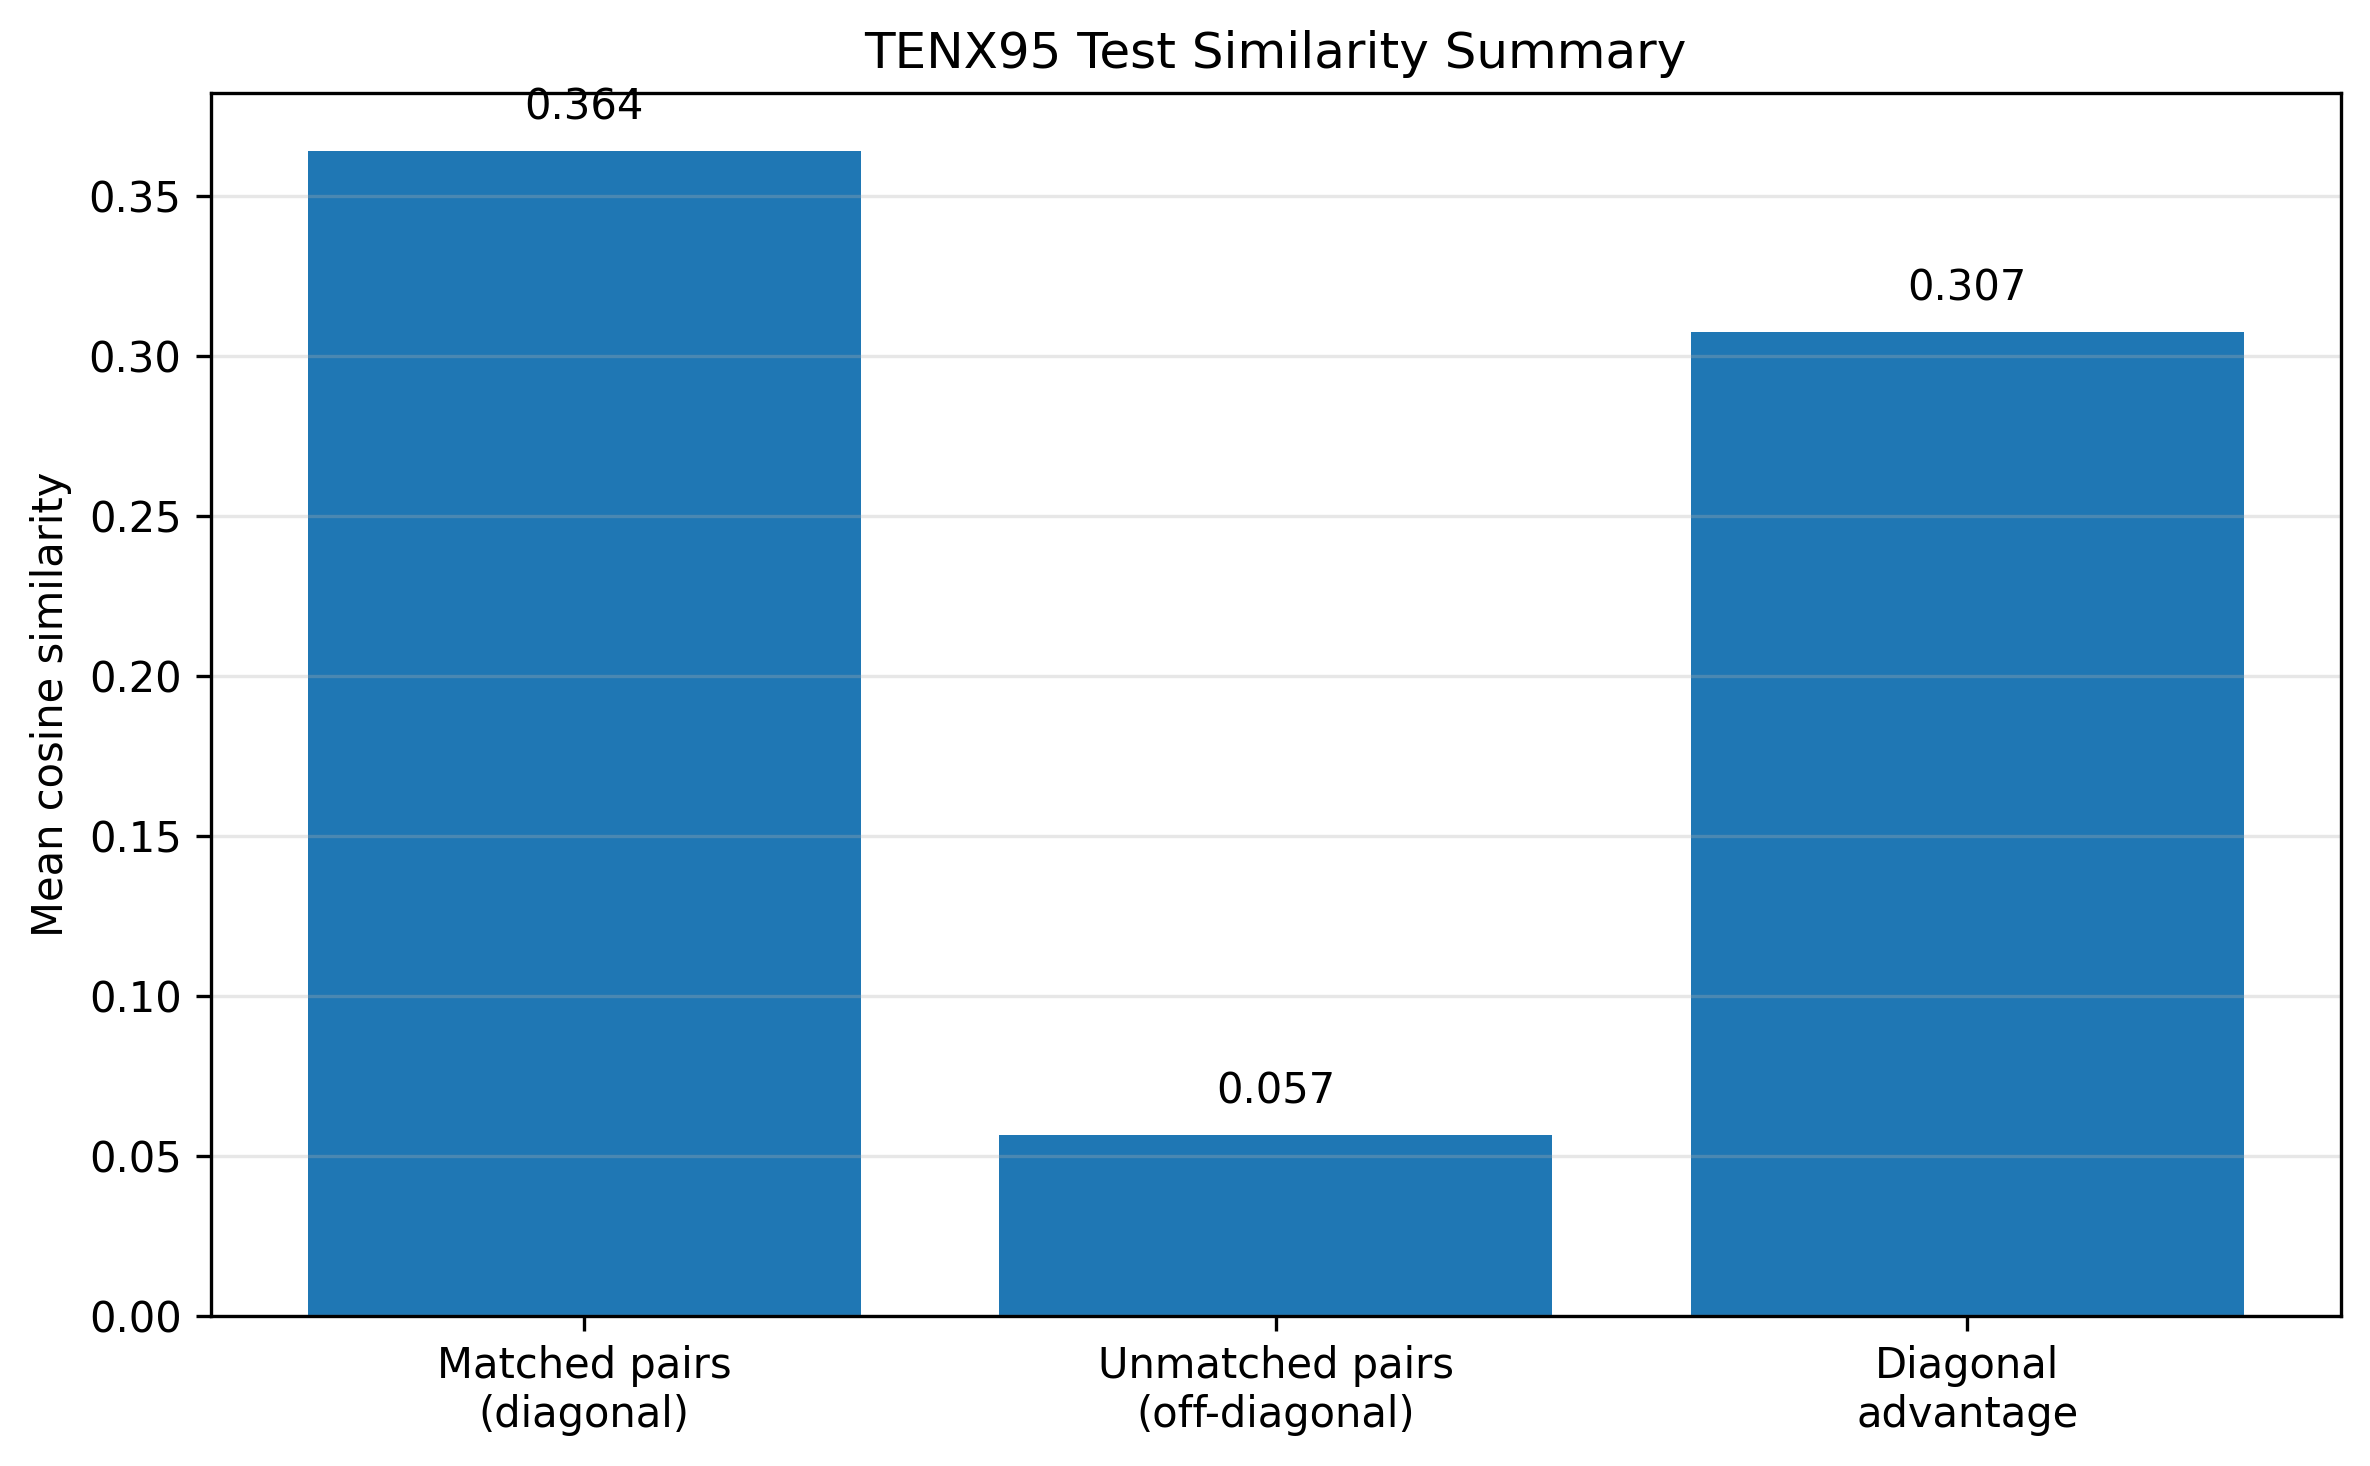 TENX95 Test Similarity Summary
0.364
0.307
0.057
Mean cosine similarity
0.35
0.30
0.25
0.20
0.15
0.10
0.05
0.00
Matched pairs
(diagonal)
Unmatched pairs
(off-diagonal)
Diagonal
advantage